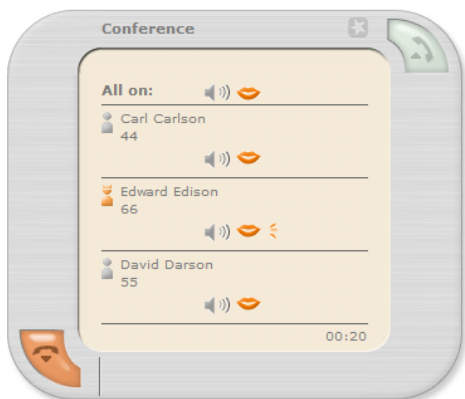 Conference
All on:
Carl Carlson
44
Edward Edison
66
David Darson
55
00:20